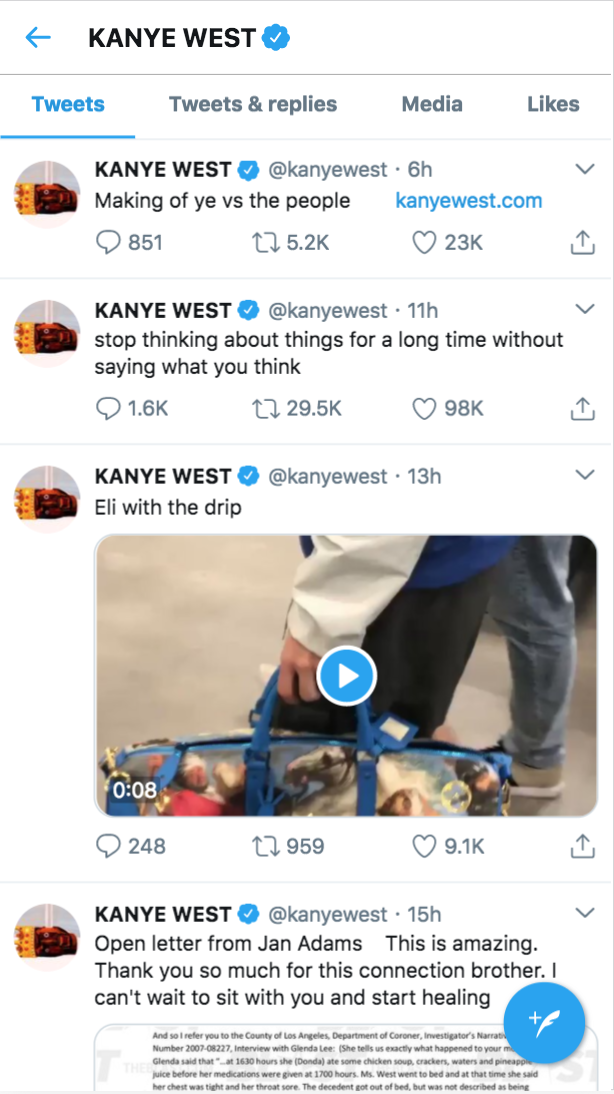 KANYE WEST
Tweets Tweets & replies Media Likes
KANYE WEST @kanyewest · 6h
Making of ye vs the people kanyewest.com
851 5.2K 23K
KANYE WEST @kanyewest · 11h
stop thinking about things for a long time without
saying what you think
1.6K 29.5K 98K
KANYE WEST @kanyewest · 13h
Eli with the drip
0:08
248 959 9.1K
KANYE WEST @kanyewest · 15h
Open letter from Jan Adams This is amazing.
Thank you so much for this connection brother. I
can't wait to sit with you and start healing
And so I refer you to the County of Los Angeles, Department of Coroner, Investigator's
Number 2007-08227, Interview with Glenda Lee: (She tells us exactly what happened to your
Glenda said that "...at 1630 hours she (Donda) ate some chicken soup, crackers, waters and
juice before her medications were given at 1700 hours. Ms. West went to bed and at that time she said
her chest was tight and her throat sore. The decedent got out of bed, but was not described as being